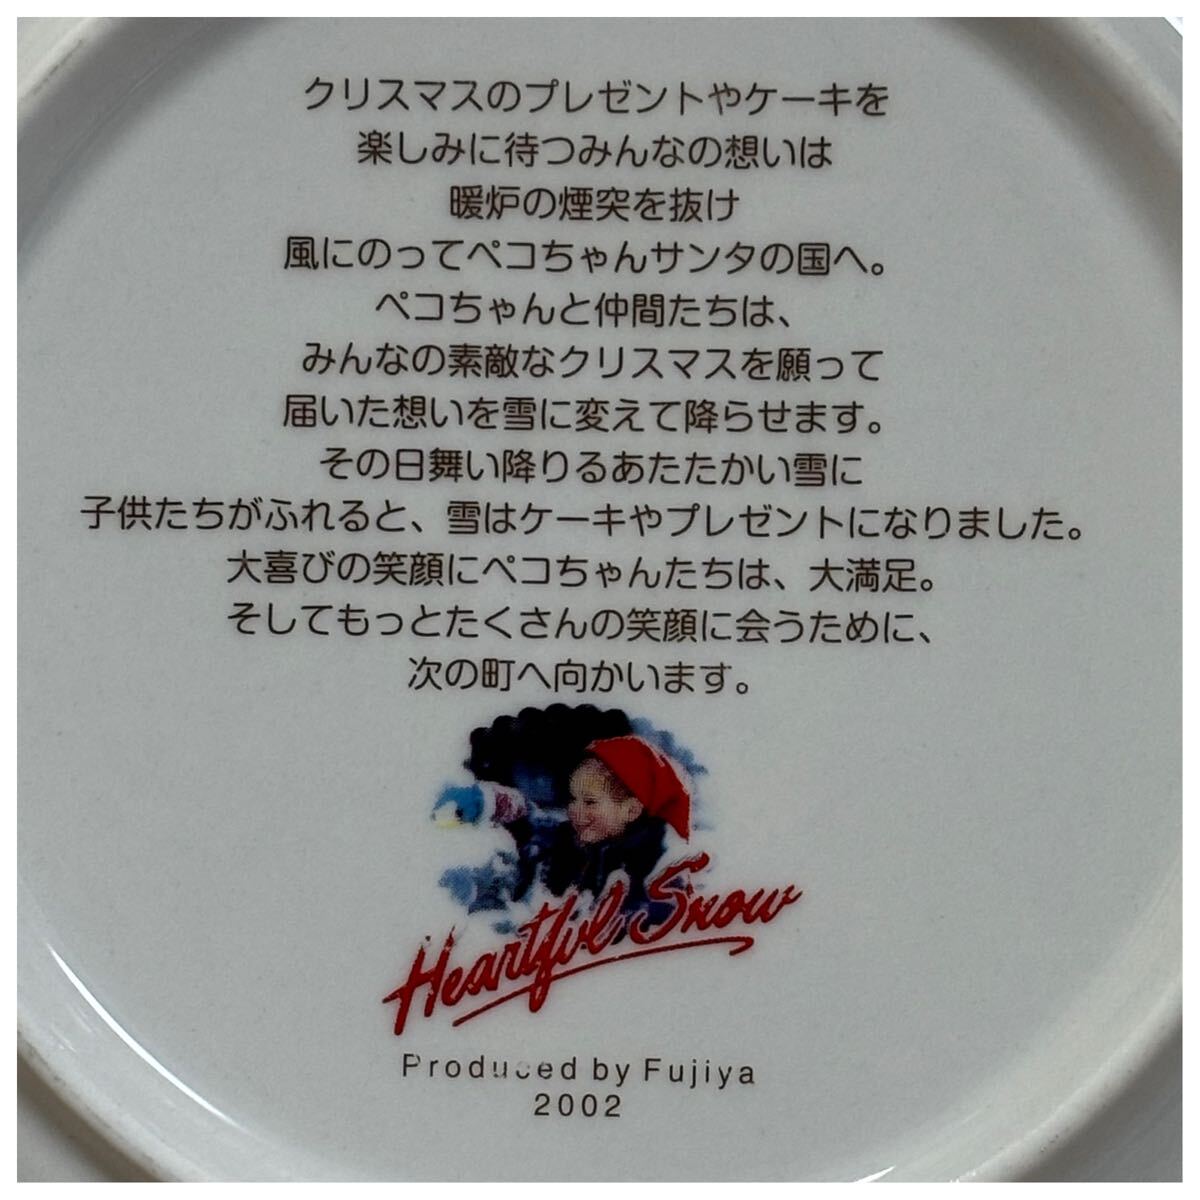 クリスマスのプレゼントやケーキを
楽しみに待つみんなの想いは
暖炉の煙突を抜け
風にのってペコちゃんサンタの国へ。
ペコちゃんと仲間たちは、
みんなの素敵なクリスマスを願って
届いた想いを雪に変えて降らせます。
その日舞い降りるあたたかい雪に
子供たちがふれると、雪はケーキやプレゼントになりました。
大喜びの笑顔にペコちゃんたちは、大満足。
そしてもっとたくさんの笑顔に会うために、
次の町へ向かいます。
Heartful Snow
Produced by Fujiya
2002